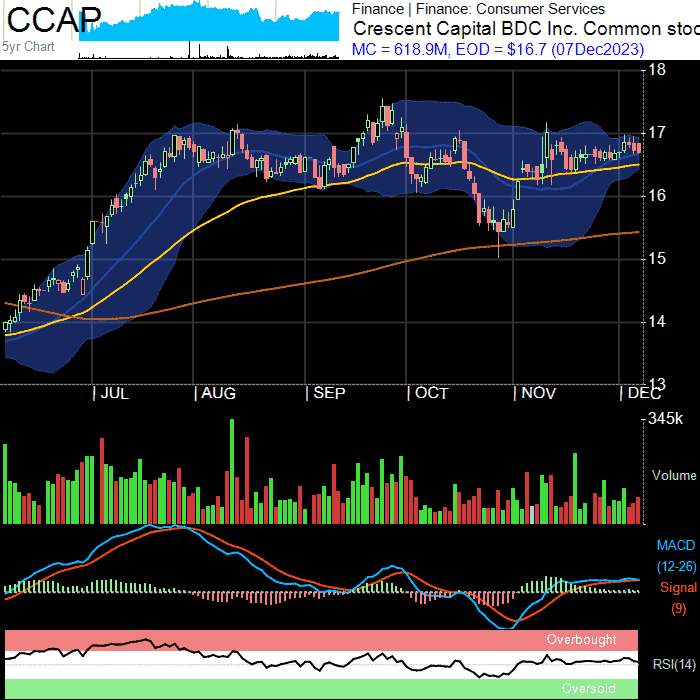 CCAP
5yr Chart
Finance | Finance: Consumer Services
Crescent Capital BDC Inc. Common stoc
MC = 618.9M, EOD = $16.7 (07Dec2023)
18
17
16
15
14
13
| JUL | AUG | SEP | OCT | NOV | DEC
345k
Volume
MACD
(12-26)
Signal
(9)
Overbought
RSI(14)
Oversold